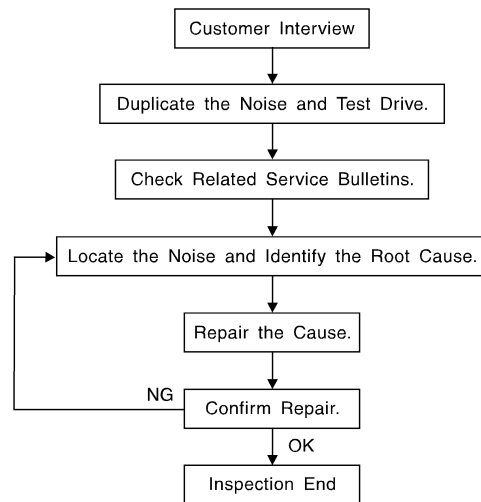 Customer Interview
Duplicate the Noise and Test Drive.
Check Related Service Bulletins.
Locate the Noise and Identify the Root Cause.
Repair the Cause.
NG
Confirm Repair.
OK
Inspection End